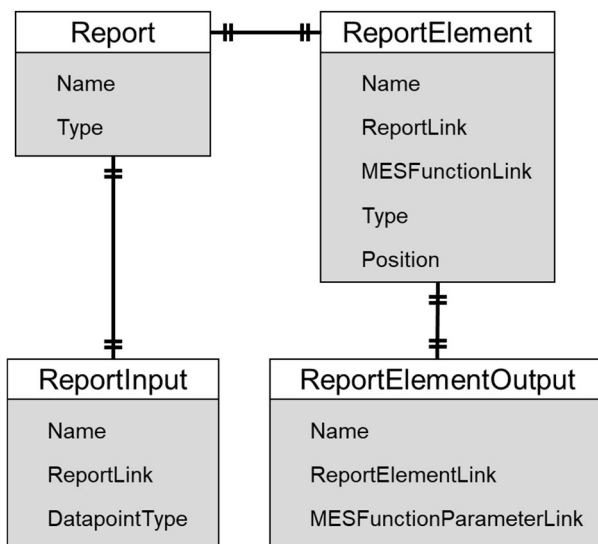 Report
Name
Type
ReportElement
Name
ReportLink
MESFunctionLink
Type
Position
ReportInput
Name
ReportLink
DatapointType
ReportElementOutput
Name
ReportElementLink
MESFunctionParameterLink